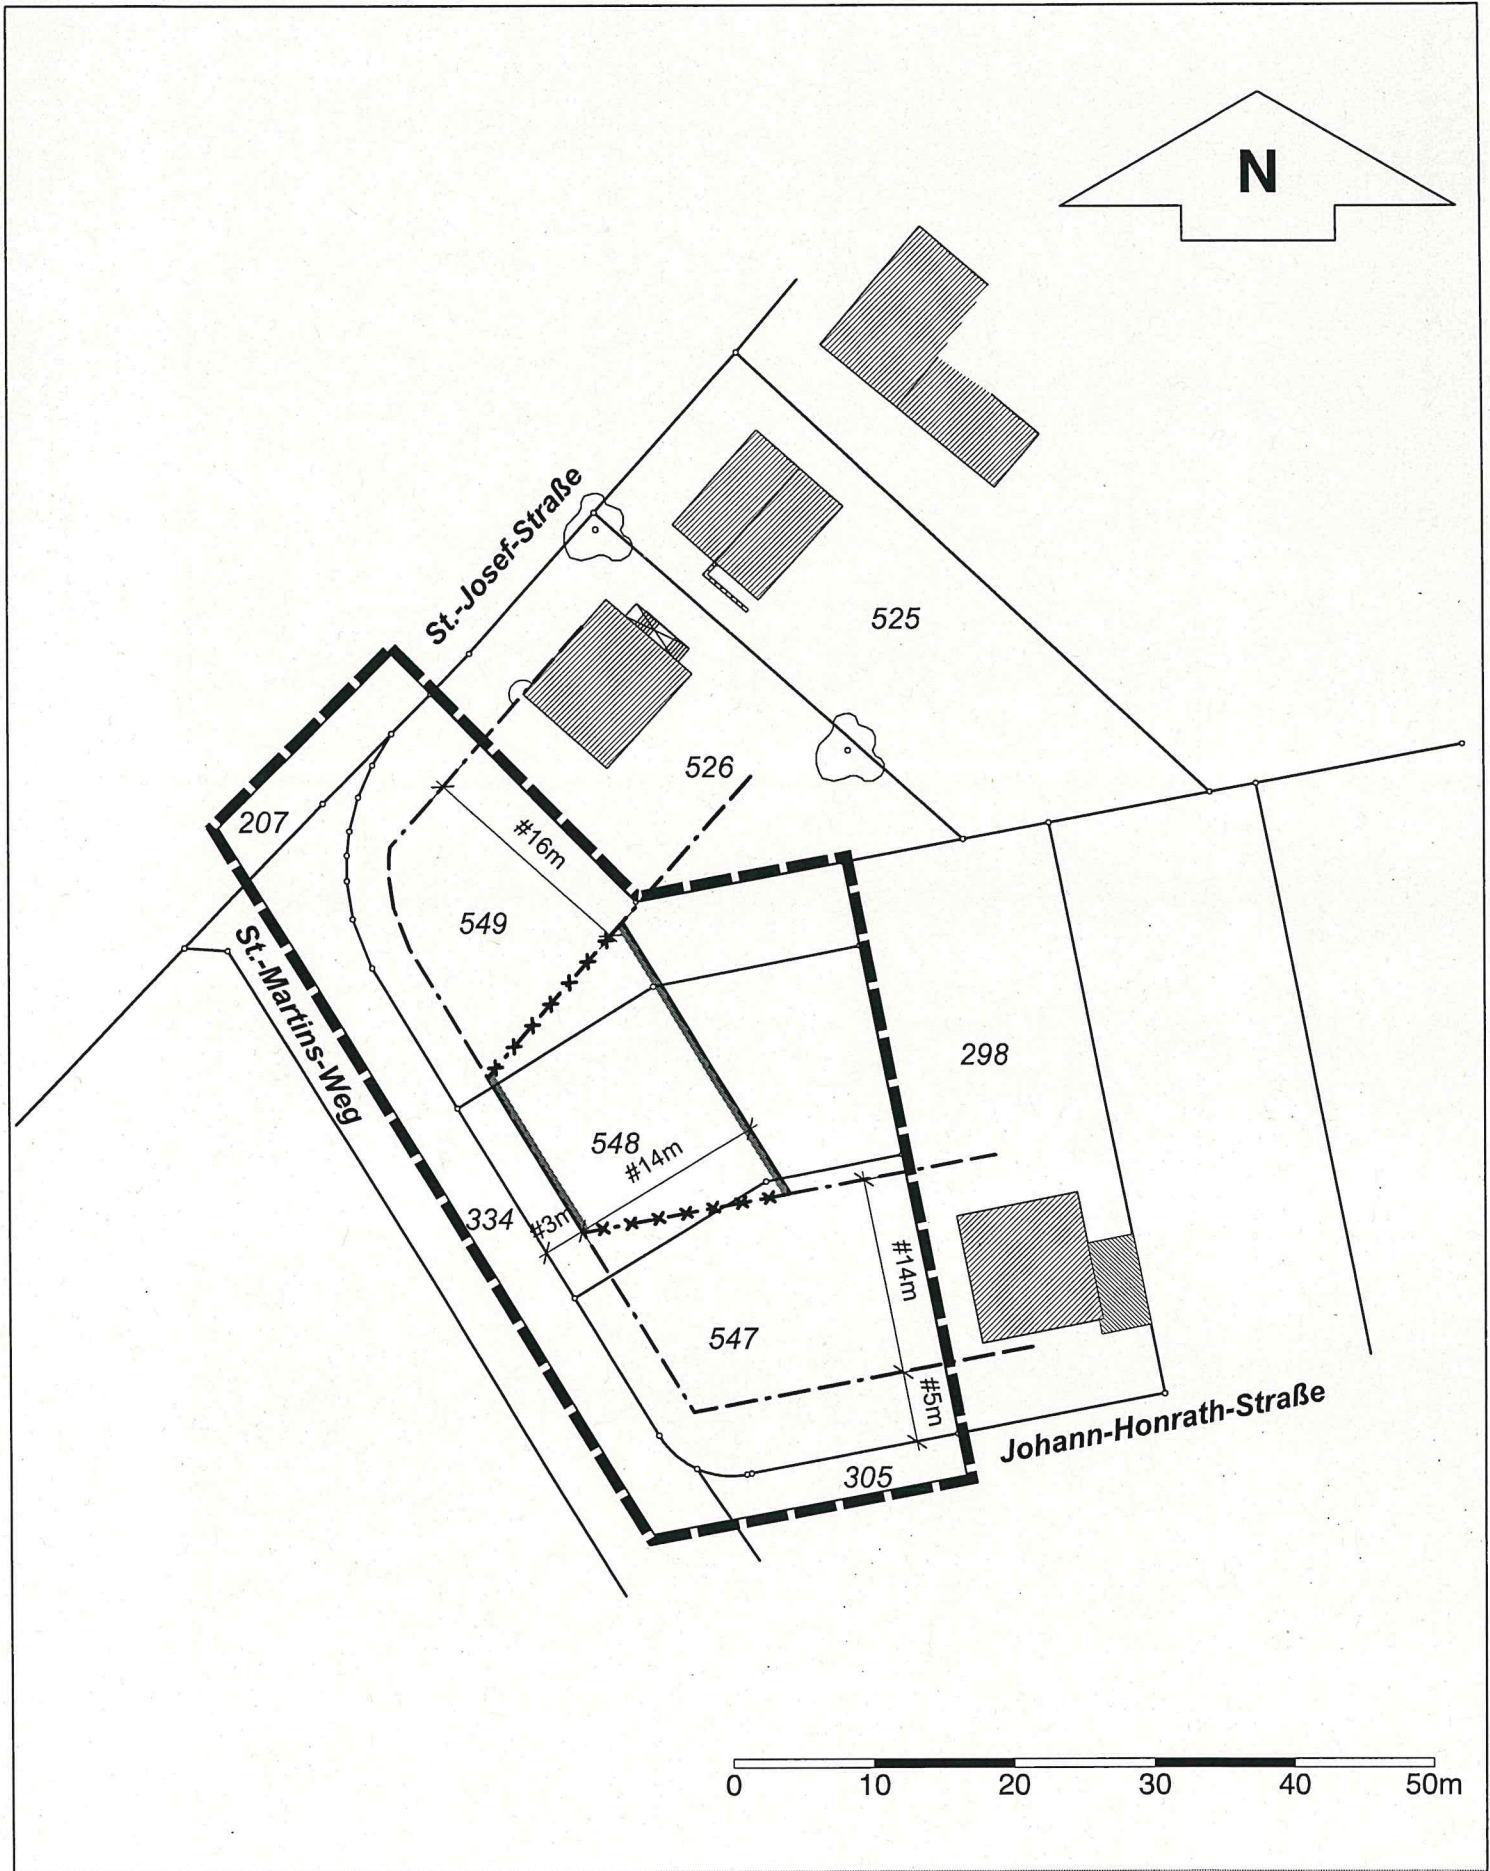 N
St.-Josef-Straße
525
526
207
#16m
549
St.-Martins-Weg
298
548
#14m
334
#3m
#14m
547
#5m
Johann-Honrath-Straße
305
0 10 20 30 40 50m